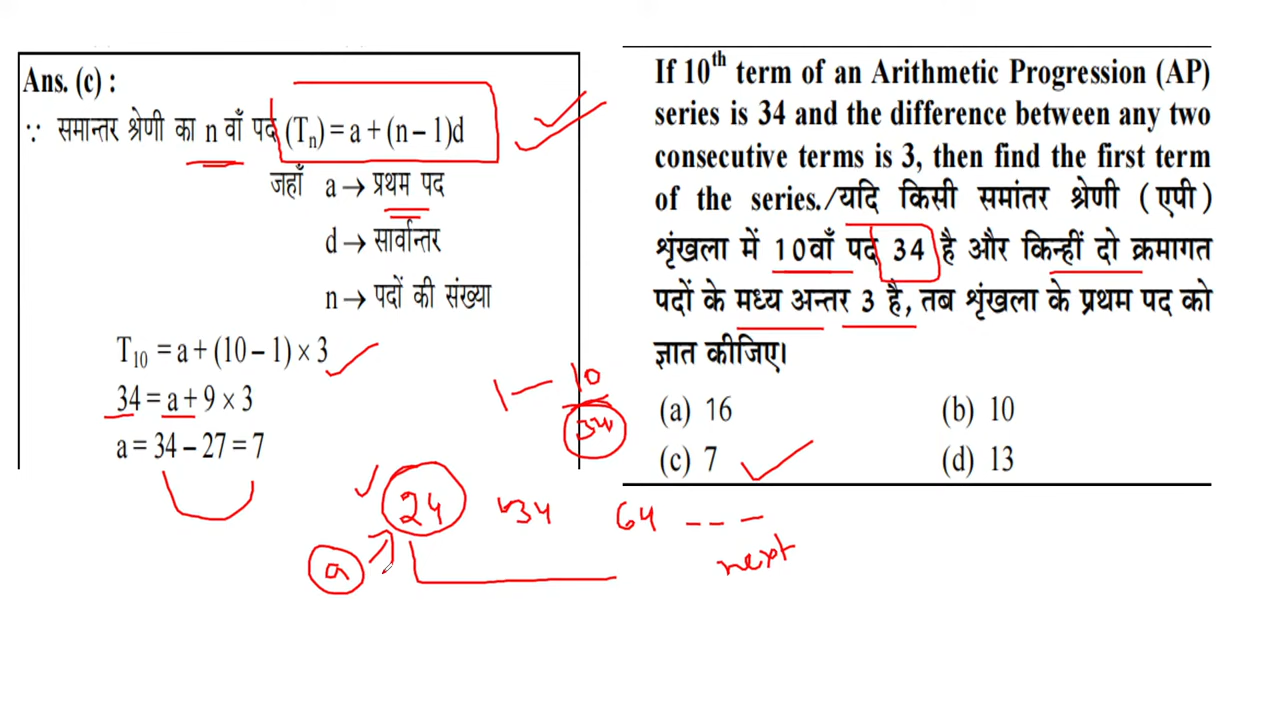 Ans. (c) :
∵ समान्तर श्रेणी का n वाँ पद (Tₙ) = a + (n – 1)d
जहाँ a → प्रथम पद
d → सार्वान्तर
n → पदों की संख्या
T₁₀ = a + (10 – 1) × 3
34 = a + 9 × 3
a = 34 – 27 = 7
If 10ᵗʰ term of an Arithmetic Progression (AP)
series is 34 and the difference between any two
consecutive terms is 3, then find the first term
of the series./यदि किसी समांतर श्रेणी (एपी)
शृंखला में 10वाँ पद 34 है और किन्हीं दो क्रमागत
पदों के मध्य अन्तर 3 है, तब शृंखला के प्रथम पद को
ज्ञात कीजिए।
(a) 16 (b) 10
(c) 7 (d) 13
1 — 10
34
24 34 64 – – –
a next